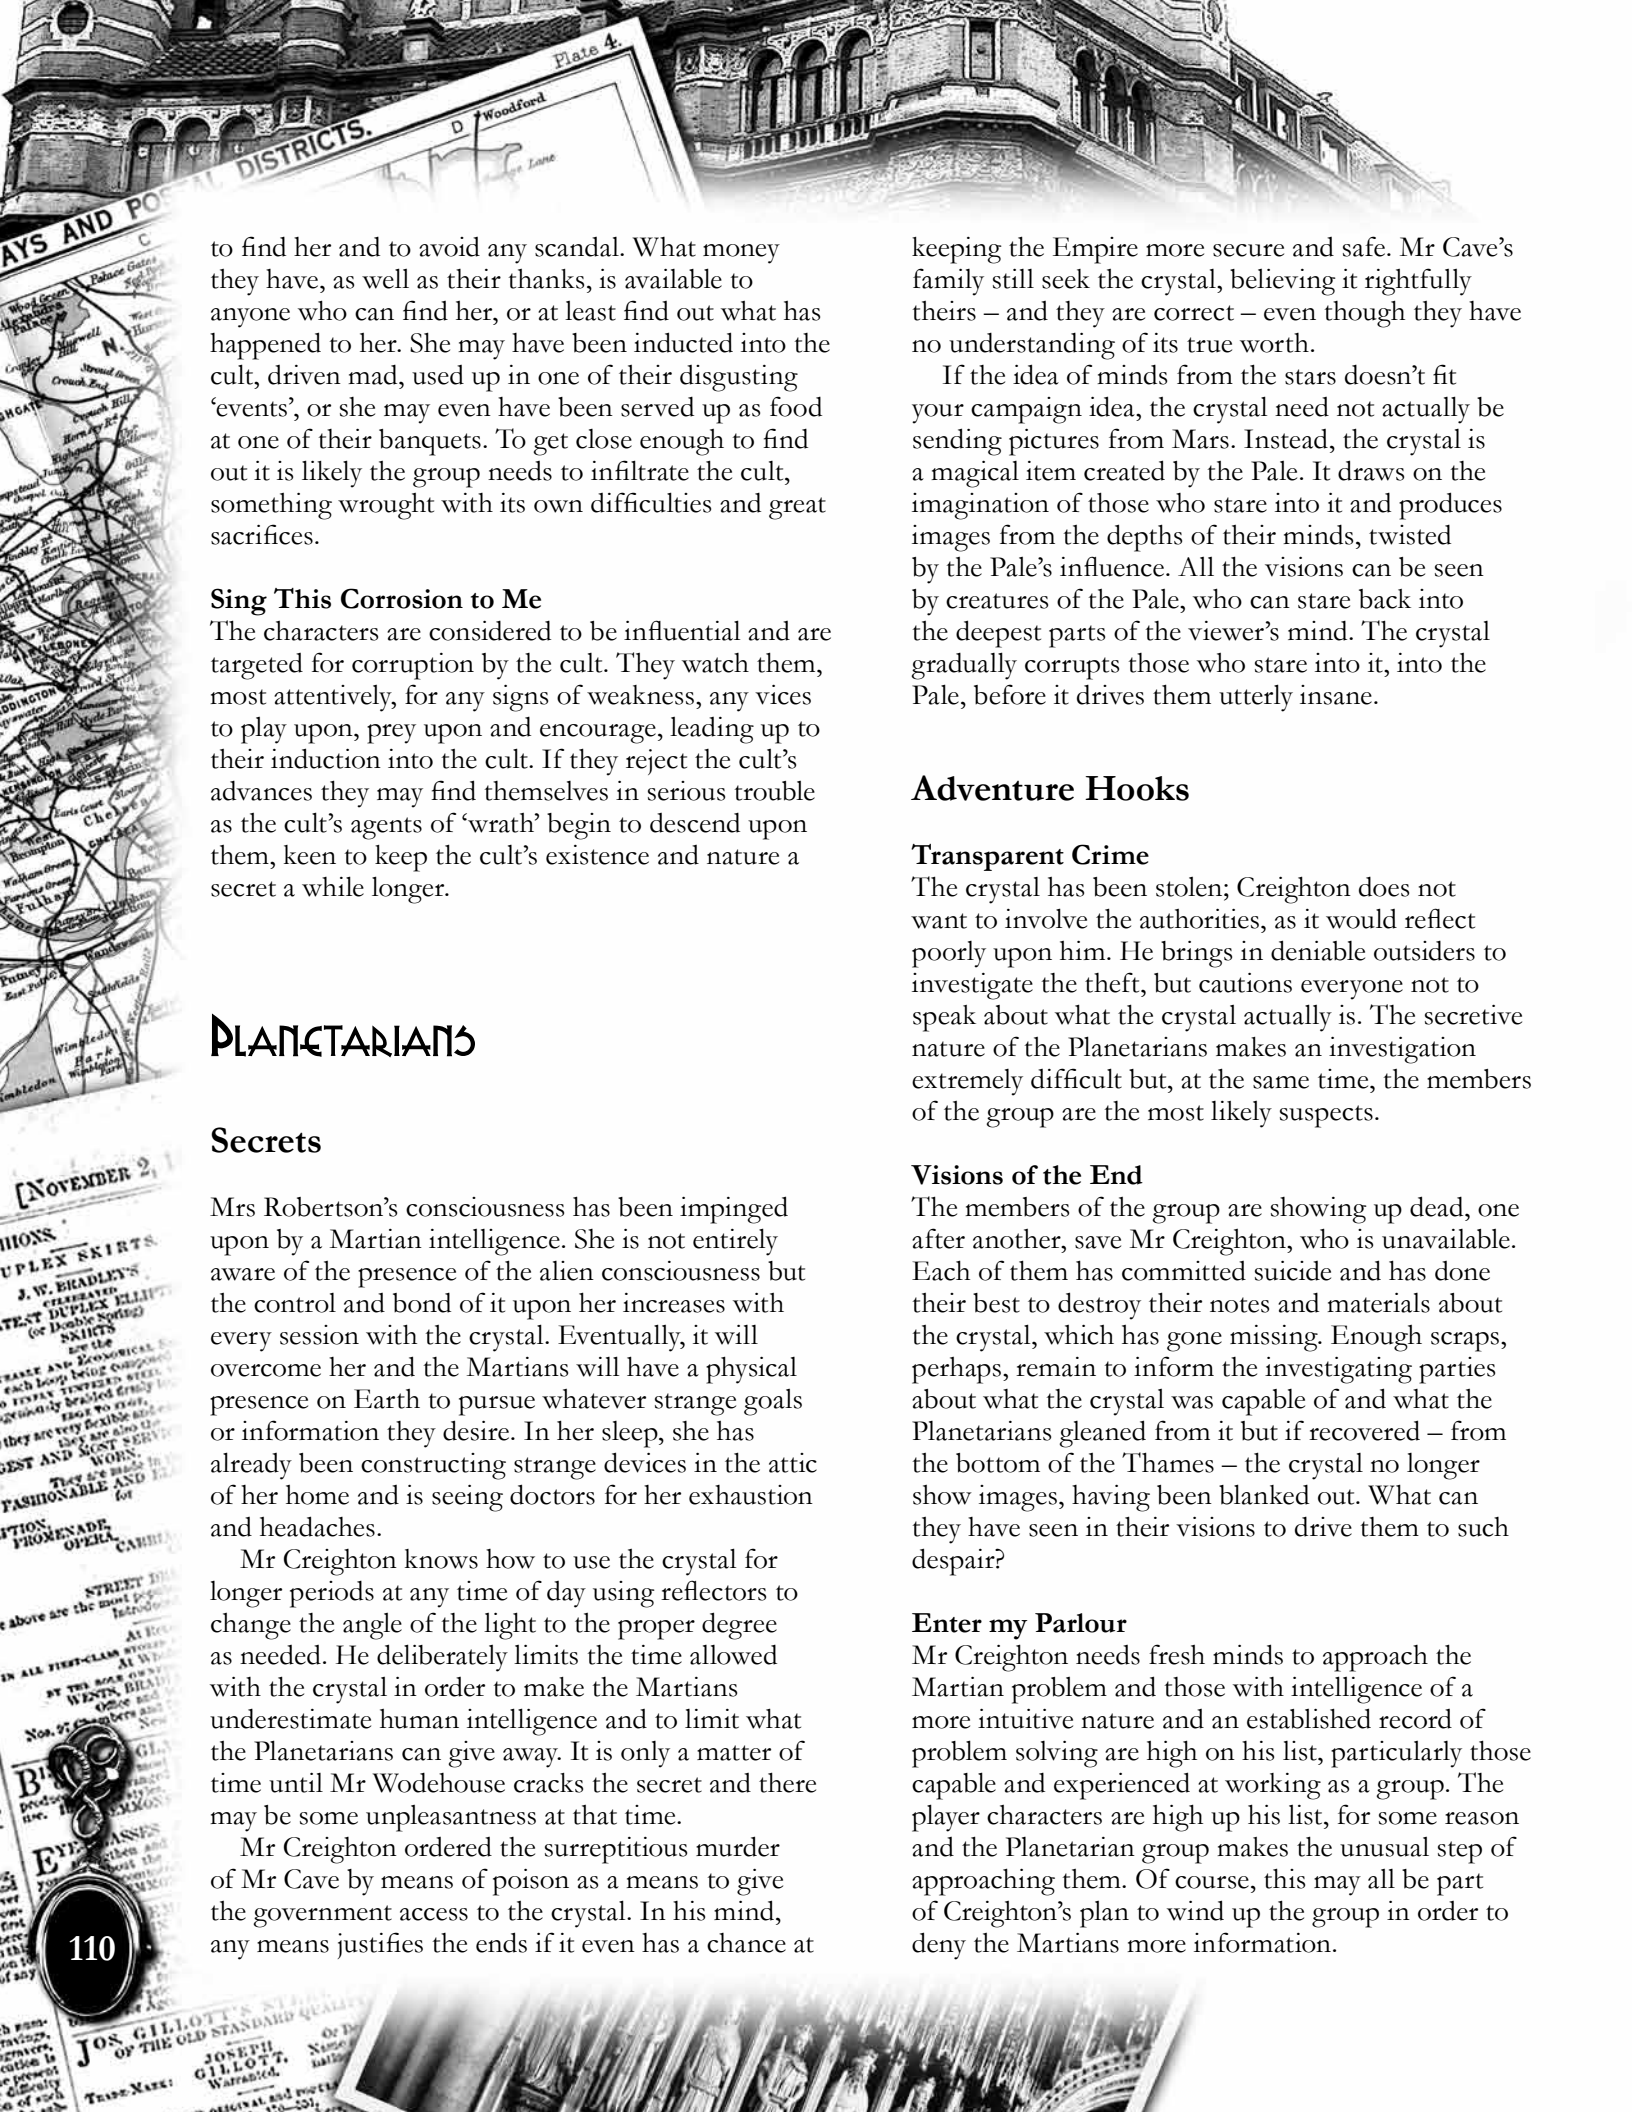 Plate 4.
DISTRICTS.
D
Woodford
AYS AND POSTAL
C
to find her and to avoid any scandal. What money
they have, as well as their thanks, is available to
anyone who can find her, or at least find out what has
happened to her. She may have been inducted into the
cult, driven mad, used up in one of their disgusting
‘events’, or she may even have been served up as food
at one of their banquets. To get close enough to find
out it is likely the group needs to infiltrate the cult,
something wrought with its own difficulties and great
sacrifices.
Sing This Corrosion to Me
The characters are considered to be influential and are
targeted for corruption by the cult. They watch them,
most attentively, for any signs of weakness, any vices
to play upon, prey upon and encourage, leading up to
their induction into the cult. If they reject the cult’s
advances they may find themselves in serious trouble
as the cult’s agents of ‘wrath’ begin to descend upon
them, keen to keep the cult’s existence and nature a
secret a while longer.
Planetarians
Secrets
Mrs Robertson’s consciousness has been impinged
upon by a Martian intelligence. She is not entirely
aware of the presence of the alien consciousness but
the control and bond of it upon her increases with
every session with the crystal. Eventually, it will
overcome her and the Martians will have a physical
presence on Earth to pursue whatever strange goals
or information they desire. In her sleep, she has
already been constructing strange devices in the attic
of her home and is seeing doctors for her exhaustion
and headaches.
Mr Creighton knows how to use the crystal for
longer periods at any time of day using reflectors to
change the angle of the light to the proper degree
as needed. He deliberately limits the time allowed
with the crystal in order to make the Martians
underestimate human intelligence and to limit what
the Planetarians can give away. It is only a matter of
time until Mr Wodehouse cracks the secret and there
may be some unpleasantness at that time.
Mr Creighton ordered the surreptitious murder
of Mr Cave by means of poison as a means to give
the government access to the crystal. In his mind,
any means justifies the ends if it even has a chance at
keeping the Empire more secure and safe. Mr Cave’s
family still seek the crystal, believing it rightfully
theirs – and they are correct – even though they have
no understanding of its true worth.
If the idea of minds from the stars doesn’t fit
your campaign idea, the crystal need not actually be
sending pictures from Mars. Instead, the crystal is
a magical item created by the Pale. It draws on the
imagination of those who stare into it and produces
images from the depths of their minds, twisted
by the Pale’s influence. All the visions can be seen
by creatures of the Pale, who can stare back into
the deepest parts of the viewer’s mind. The crystal
gradually corrupts those who stare into it, into the
Pale, before it drives them utterly insane.
Adventure Hooks
Transparent Crime
The crystal has been stolen; Creighton does not
want to involve the authorities, as it would reflect
poorly upon him. He brings in deniable outsiders to
investigate the theft, but cautions everyone not to
speak about what the crystal actually is. The secretive
nature of the Planetarians makes an investigation
extremely difficult but, at the same time, the members
of the group are the most likely suspects.
Visions of the End
The members of the group are showing up dead, one
after another, save Mr Creighton, who is unavailable.
Each of them has committed suicide and has done
their best to destroy their notes and materials about
the crystal, which has gone missing. Enough scraps,
perhaps, remain to inform the investigating parties
about what the crystal was capable of and what the
Planetarians gleaned from it but if recovered – from
the bottom of the Thames – the crystal no longer
show images, having been blanked out. What can
they have seen in their visions to drive them to such
despair?
Enter my Parlour
Mr Creighton needs fresh minds to approach the
Martian problem and those with intelligence of a
more intuitive nature and an established record of
problem solving are high on his list, particularly those
capable and experienced at working as a group. The
player characters are high up his list, for some reason
and the Planetarian group makes the unusual step of
approaching them. Of course, this may all be part
of Creighton’s plan to wind up the group in order to
deny the Martians more information.
[NOVEMBER 2,
J. W. BRADLEY'S
110
JOS. GILLOTT'S
OF THE OLD STANDARD
JOSEPH
GILLOTT.
Warranted.
TRADE MARK: